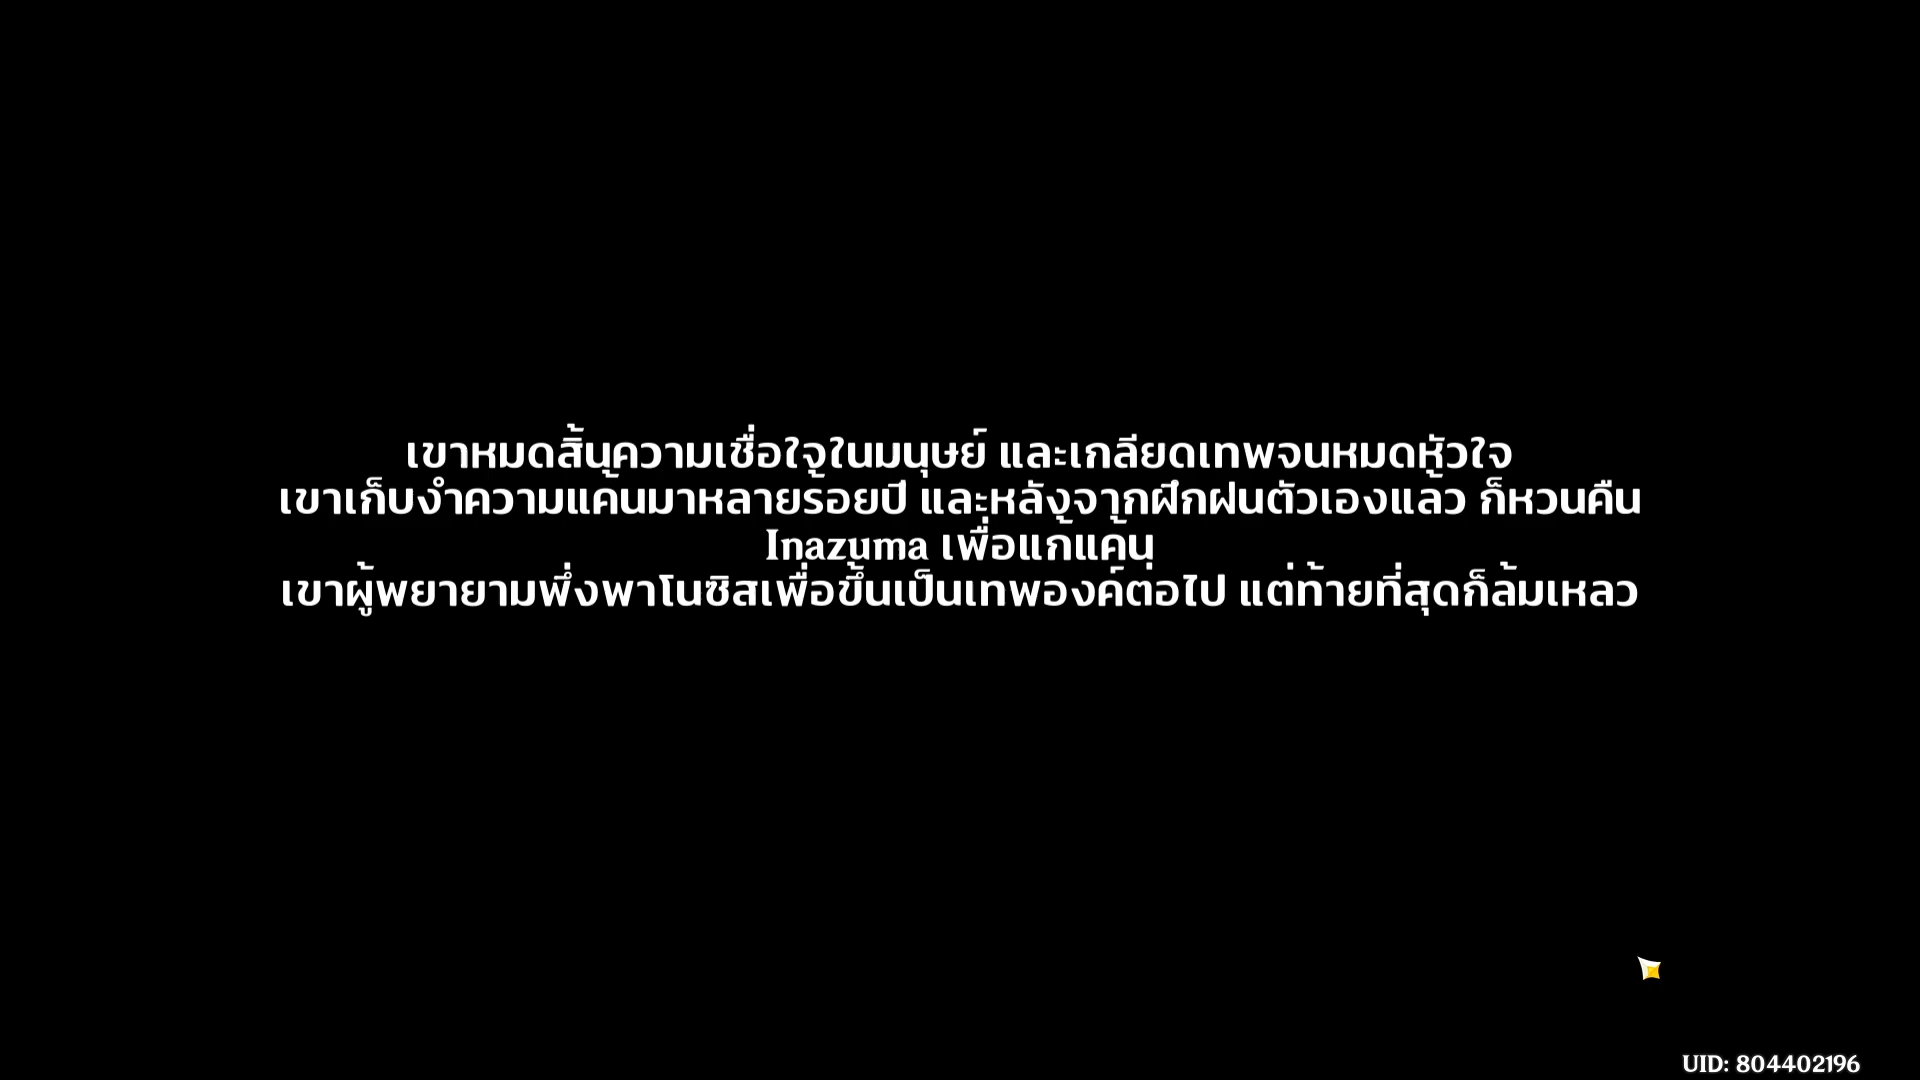 เขาหมดสิ้นความเชื่อใจในมนุษย์ และเกลียดเทพจนหมดหัวใจ
เขาเก็บงำความแค้นมาหลายร้อยปี และหลังจากฝึกฝนตัวเองแล้ว ก็หวนคืน
Inazuma เพื่อแก้แค้น
เขาผู้พยายามพึ่งพาโนซิสเพื่อขึ้นเป็นเทพองค์ต่อไป แต่ท้ายที่สุดก็ล้มเหลว
UID: 804402196